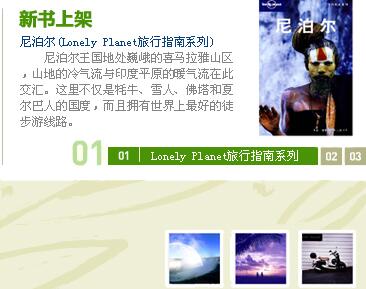 新书上架
尼泊尔(Lonely Planet旅行指南系列)
尼泊尔王国地处巍峨的喜马拉雅山区
，山地的冷气流与印度平原的暖气流在此
交汇。这里不仅是牦牛、雪人、佛塔和夏
尔巴人的国度，而且拥有世界上最好的徒
步游线路。
尼泊尔
01
01 Lonely Planet旅行指南系列 02 03